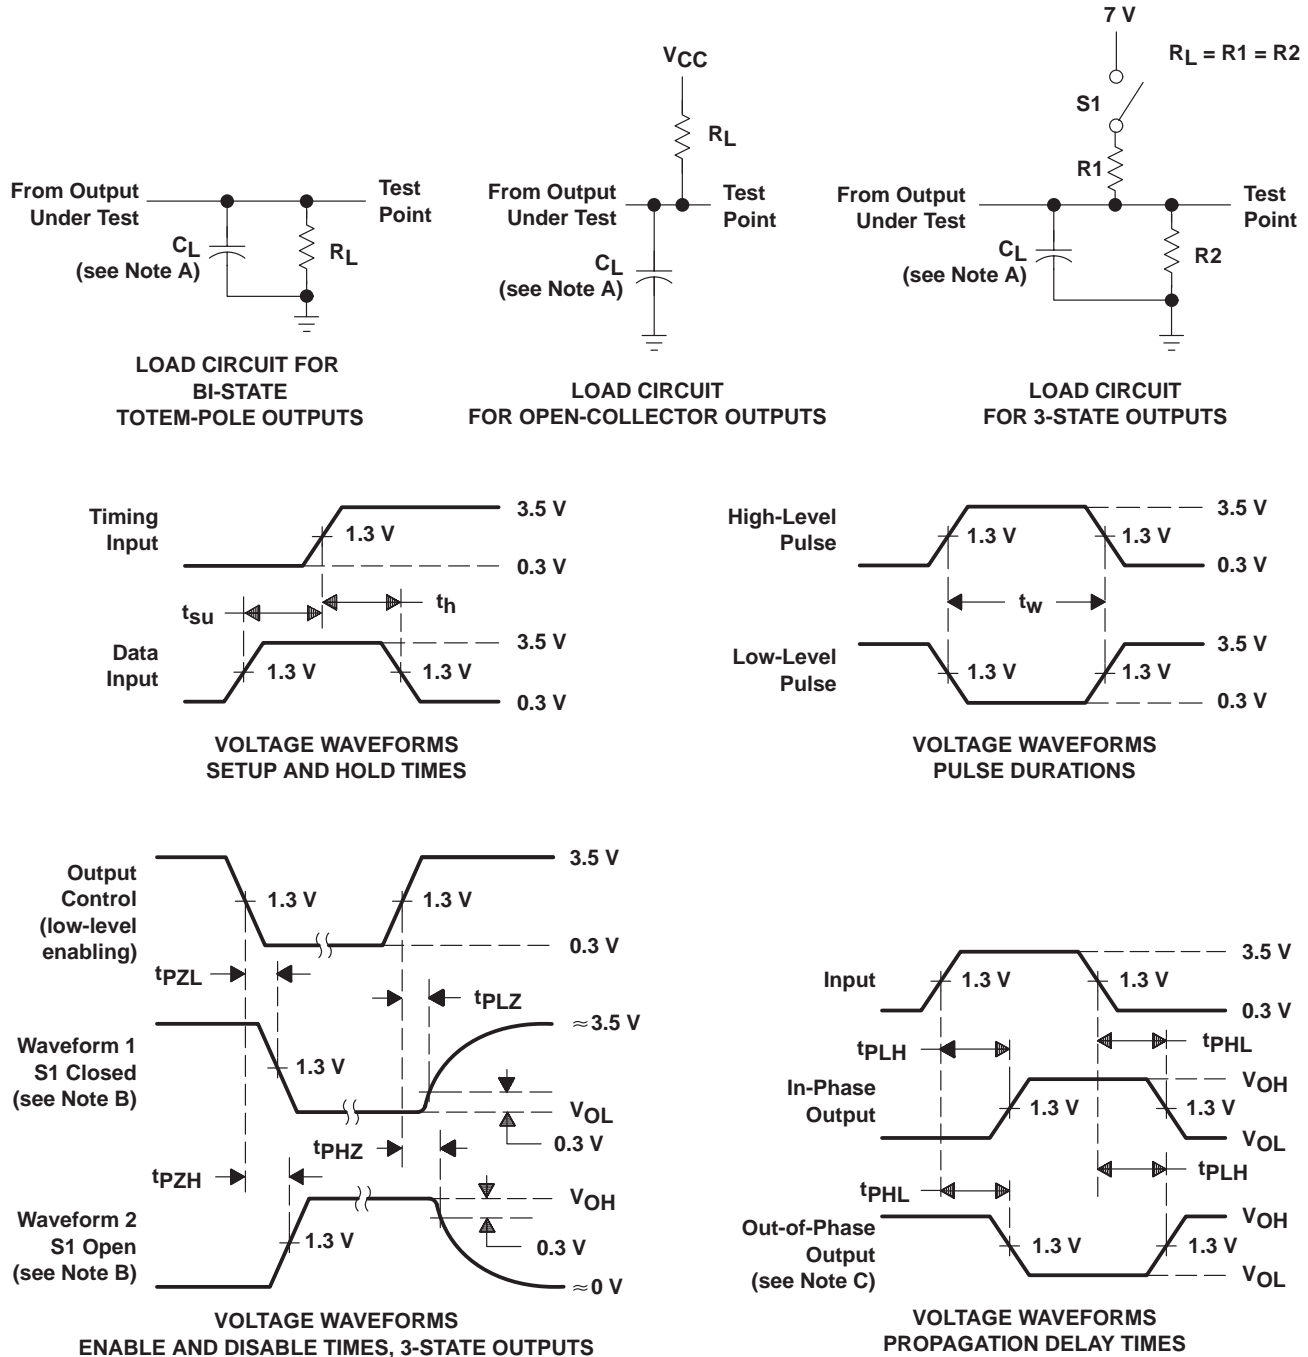 From Output
Under Test
Test
Point
CL
(see Note A)
RL
LOAD CIRCUIT FOR
BI-STATE
TOTEM-POLE OUTPUTS
VCC
RL
From Output
Under Test
Test
Point
CL
(see Note A)
LOAD CIRCUIT
FOR OPEN-COLLECTOR OUTPUTS
7 V
RL = R1 = R2
S1
R1
From Output
Under Test
Test
Point
CL
(see Note A)
R2
LOAD CIRCUIT
FOR 3-STATE OUTPUTS
Timing
Input
1.3 V
3.5 V
0.3 V
tsu
th
Data
Input
1.3 V
1.3 V
3.5 V
0.3 V
VOLTAGE WAVEFORMS
SETUP AND HOLD TIMES
High-Level
Pulse
1.3 V
1.3 V
3.5 V
0.3 V
tw
Low-Level
Pulse
1.3 V
1.3 V
3.5 V
0.3 V
VOLTAGE WAVEFORMS
PULSE DURATIONS
Output
Control
(low-level
enabling)
1.3 V
1.3 V
3.5 V
0.3 V
tPZL
tPLZ
Waveform 1
S1 Closed
(see Note B)
1.3 V
≈3.5 V
VOL
0.3 V
tPHZ
tPZH
Waveform 2
S1 Open
(see Note B)
1.3 V
VOH
0.3 V
≈0 V
VOLTAGE WAVEFORMS
ENABLE AND DISABLE TIMES, 3-STATE OUTPUTS
Input
1.3 V
1.3 V
3.5 V
0.3 V
tPLH
tPHL
In-Phase
Output
1.3 V
1.3 V
VOH
VOL
tPHL
tPLH
Out-of-Phase
Output
(see Note C)
1.3 V
1.3 V
VOH
VOL
VOLTAGE WAVEFORMS
PROPAGATION DELAY TIMES